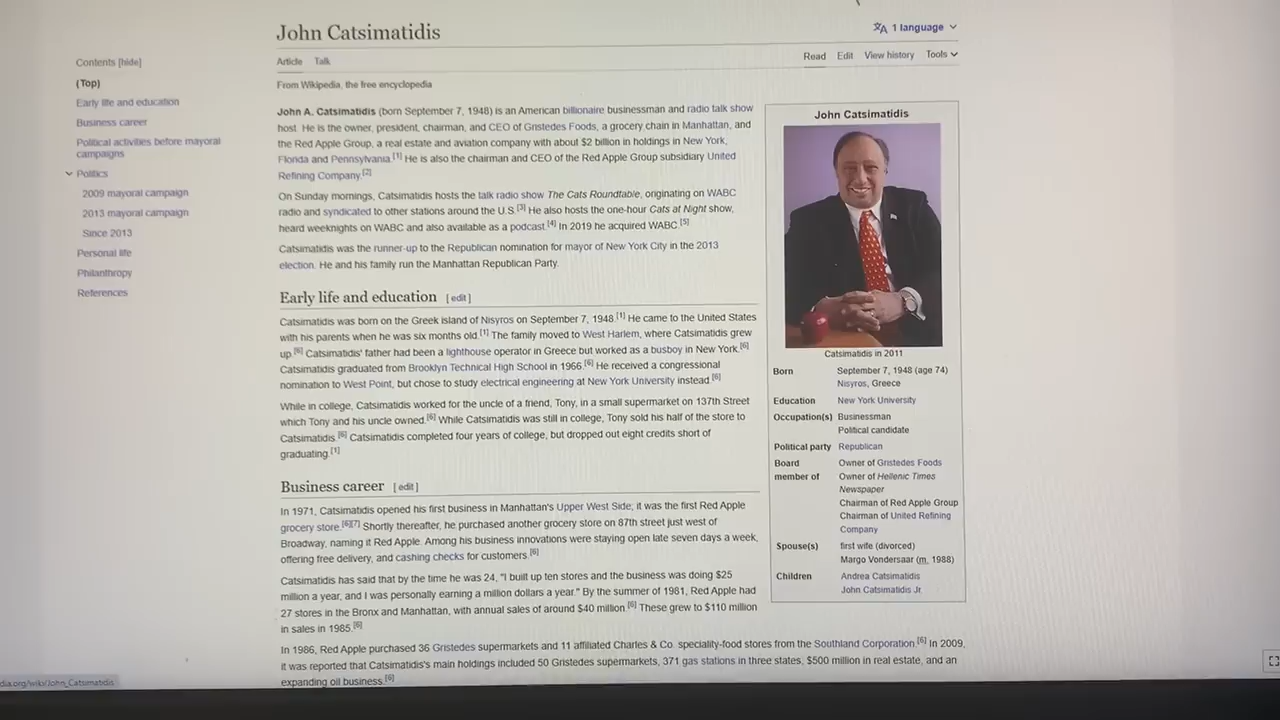 John Catsimatidis
1 language
Contents [hide]
(Top)
Early life and education
Business career
Political activities before mayoral
campaigns
Politics
2009 mayoral campaign
2013 mayoral campaign
Since 2013
Personal life
Philanthropy
References
Article Talk
Read Edit View history Tools
From Wikipedia, the free encyclopedia
John A. Catsimatidis (born September 7, 1948) is an American billionaire businessman and radio talk show
host. He is the owner, president, chairman, and CEO of Gristedes Foods, a grocery chain in Manhattan, and
the Red Apple Group, a real estate and aviation company with about $2 billion in holdings in New York,
Florida and Pennsylvania.[1] He is also the chairman and CEO of the Red Apple Group subsidiary United
Refining Company.[2]
On Sunday mornings, Catsimatidis hosts the talk radio show The Cats Roundtable, originating on WABC
radio and syndicated to other stations around the U.S.[3] He also hosts the one-hour Cats at Night show,
heard weeknights on WABC and also available as a podcast.[4] In 2019 he acquired WABC.[5]
Catsimatidis was the runner-up to the Republican nomination for mayor of New York City in the 2013
election. He and his family run the Manhattan Republican Party.
Early life and education [edit]
Catsimatidis was born on the Greek island of Nisyros on September 7, 1948.[1] He came to the United States
with his parents when he was six months old.[1] The family moved to West Harlem, where Catsimatidis grew
up.[6] Catsimatidis' father had been a lighthouse operator in Greece but worked as a busboy in New York.[6]
Catsimatidis graduated from Brooklyn Technical High School in 1966.[6] He received a congressional
nomination to West Point, but chose to study electrical engineering at New York University instead.[6]
While in college, Catsimatidis worked for the uncle of a friend, Tony, in a small supermarket on 137th Street
which Tony and his uncle owned.[6] While Catsimatidis was still in college, Tony sold his half of the store to
Catsimatidis.[6] Catsimatidis completed four years of college, but dropped out eight credits short of
graduating.[1]
Business career [edit]
In 1971, Catsimatidis opened his first business in Manhattan's Upper West Side; it was the first Red Apple
grocery store.[6][7] Shortly thereafter, he purchased another grocery store on 87th street just west of
Broadway, naming it Red Apple. Among his business innovations were staying open late seven days a week,
offering free delivery, and cashing checks for customers.[6]
Catsimatidis has said that by the time he was 24, "I built up ten stores and the business was doing $25
million a year, and I was personally earning a million dollars a year." By the summer of 1981, Red Apple had
27 stores in the Bronx and Manhattan, with annual sales of around $40 million.[6] These grew to $110 million
in sales in 1985.[6]
In 1986, Red Apple purchased 36 Gristedes supermarkets and 11 affiliated Charles & Co. speciality-food stores from the Southland Corporation.[6] In 2009,
it was reported that Catsimatidis's main holdings included 50 Gristedes supermarkets, 371 gas stations in three states, $500 million in real estate, and an
expanding oil business.[6]
John Catsimatidis
Catsimatidis in 2011
Born September 7, 1948 (age 74)
Nisyros, Greece
Education New York University
Occupation(s) Businessman
Political candidate
Political party Republican
Board Owner of Gristedes Foods
member of Owner of Hellenic Times
Newspaper
Chairman of Red Apple Group
Chairman of United Refining
Company
Spouse(s) first wife (divorced)
Margo Vondersaar (m. 1988)
Children Andrea Catsimatidis
John Catsimatidis Jr.
dia.org/wiki/John_Catsimatidis